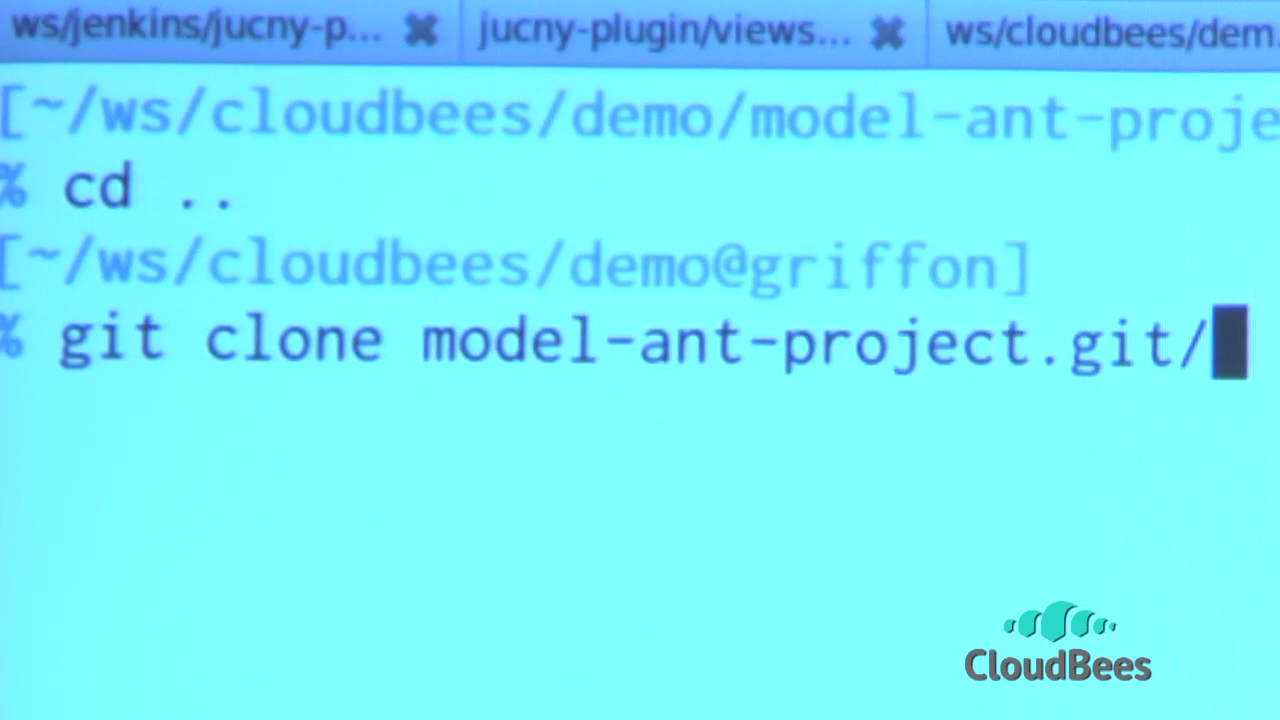 ws/jenkins/jucny-p... jucny-plugin/views... ws/cloudbees/dem.
[~/ws/cloudbees/demo/model-ant-proje
% cd ..
[~/ws/cloudbees/demo@griffon]
% git clone model-ant-project.git/
CloudBees